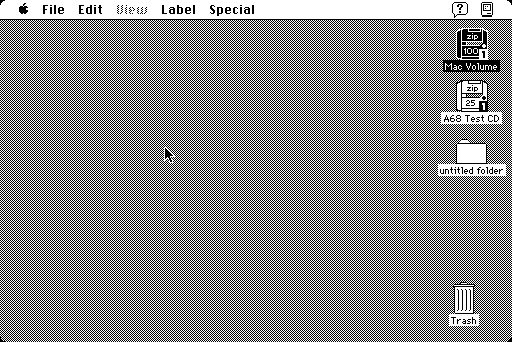 File Edit View Label Special
zip
100
Mac Volume
zip
25
A68 Test CD
untitled folder
Trash